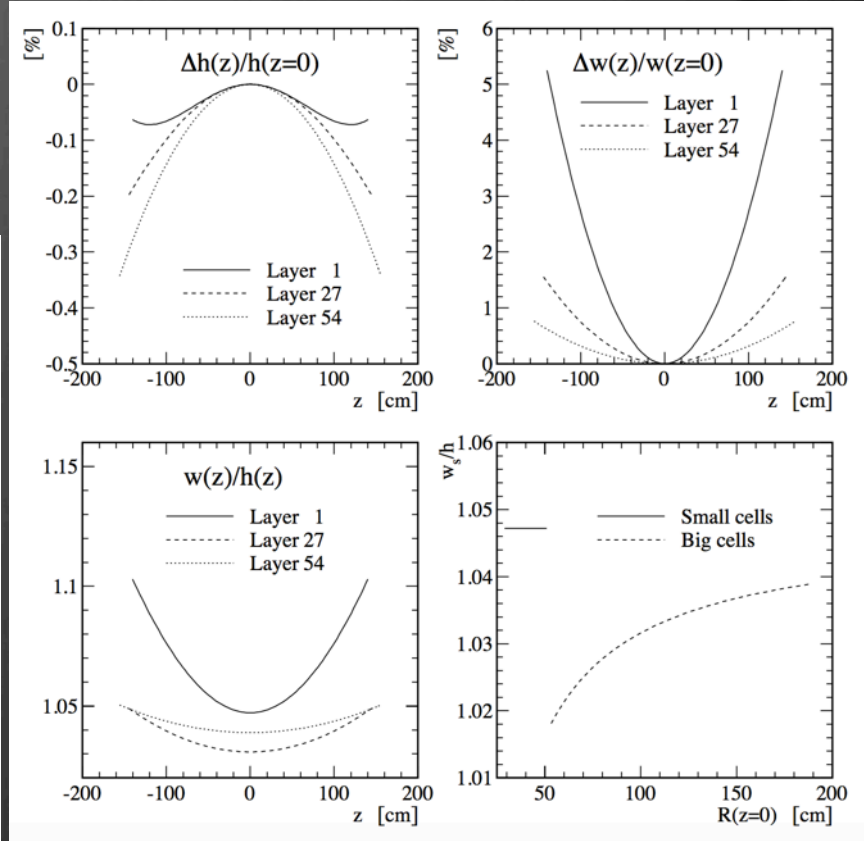 [%]
Δh(z)/h(z=0)
0.1
0
-0.1
-0.2
-0.3
-0.4
-0.5
Layer 1
Layer 27
Layer 54
-200 -100 0 100 200
z [cm]
[%]
Δw(z)/w(z=0)
6
5
4
3
2
1
0
Layer 1
Layer 27
Layer 54
-200 -100 0 100 200
z [cm]
w(z)/h(z)
1.15
1.1
1.05
Layer 1
Layer 27
Layer 54
-200 -100 0 100 200
z [cm]
w_s/h
1.06
1.05
1.04
1.03
1.02
1.01
Small cells
Big cells
50 100 150 200
R(z=0) [cm]